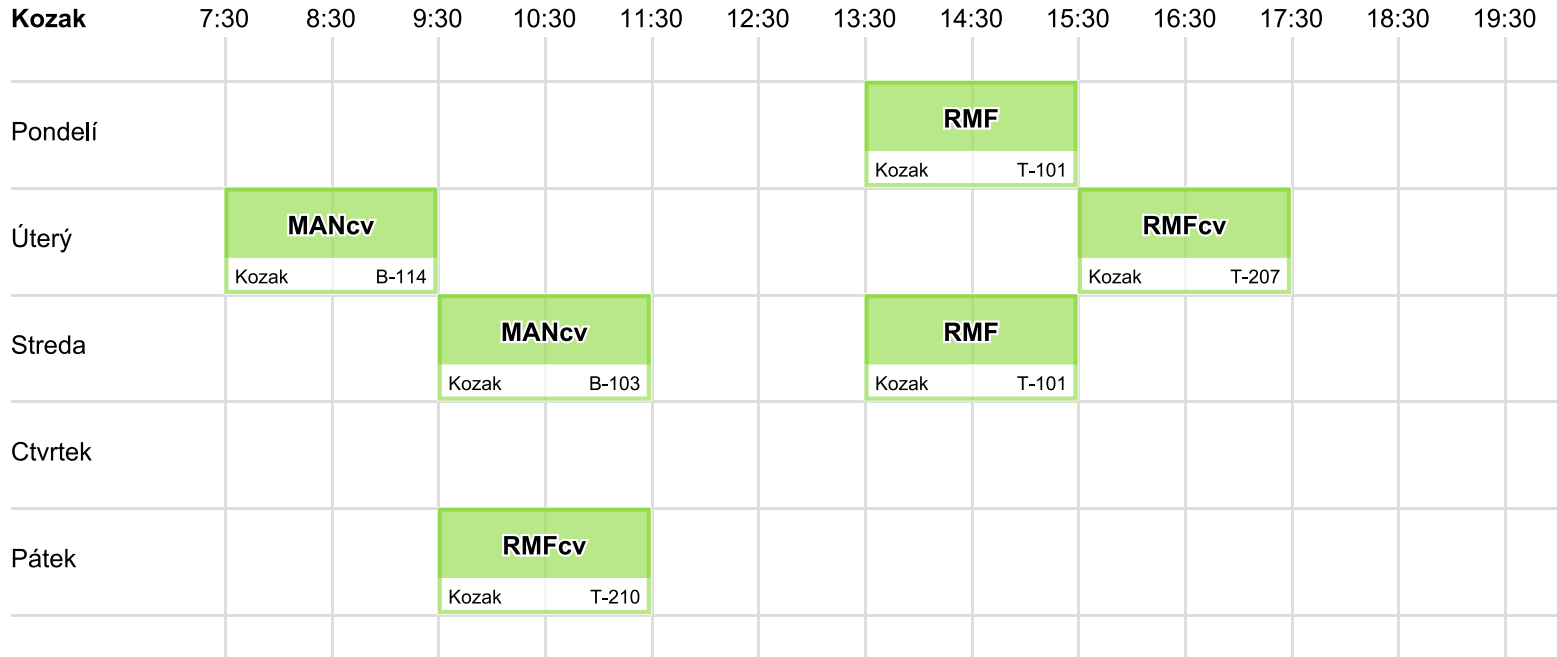 Kozak 7:30 8:30 9:30 10:30 11:30 12:30 13:30 14:30 15:30 16:30 17:30 18:30 19:30
Pondelí
RMF
Kozak T-101
Úterý
MANcv
Kozak B-114
RMFcv
Kozak T-207
Streda
MANcv
Kozak B-103
RMF
Kozak T-101
Ctvrtek
Pátek
RMFcv
Kozak T-210